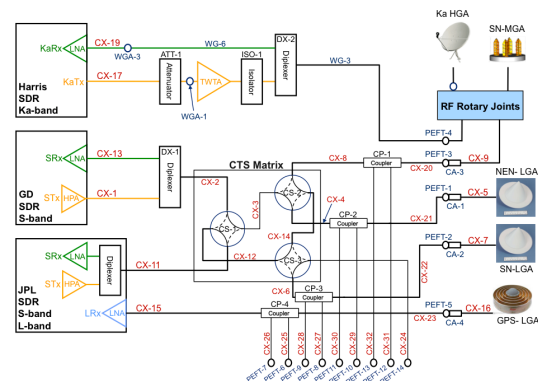 Ka HGA
SN-MGA
CX-19
WG-6
DX-2
KaRx
LNA
WGA-3
ATT-1
ISO-1
Diplexer
WG-3
Harris
SDR
Ka-band
KaTx
CX-17
Attenuator
TWTA
Isolator
WGA-1
RF Rotary Joints
PEFT-4
DX-1
CX-13
SRx
LNA
Diplexer
CTS Matrix
CP-1
Coupler
CX-8
CX-20
PEFT-3
CA-3
CX-9
NEN- LGA
GD
SDR
S-band
STx
HPA
CX-1
CX-2
CX-3
CS-2
CX-4
CP-2
Coupler
PEFT-1
CX-5
CA-1
CX-21
CS-1
CX-14
PEFT-2
CX-7
CA-2
SN-LGA
SRx
LNA
Diplexer
CX-11
CX-12
CS-3
CX-22
JPL
SDR
S-band
L-band
STx
HPA
CX-6
CP-3
Coupler
LRx
LNA
CX-15
CP-4
Coupler
PEFT-5
CX-16
CX-23
CA-4
GPS- LGA
CX-26
CX-25
CX-28
CX-27
CX-30
CX-29
CX-32
CX-31
CX-24
PEFT-7
PEFT-6
PEFT-9
PEFT-8
PEFT11
PEFT-10
PEFT-13
PEFT-12
PEFT-14